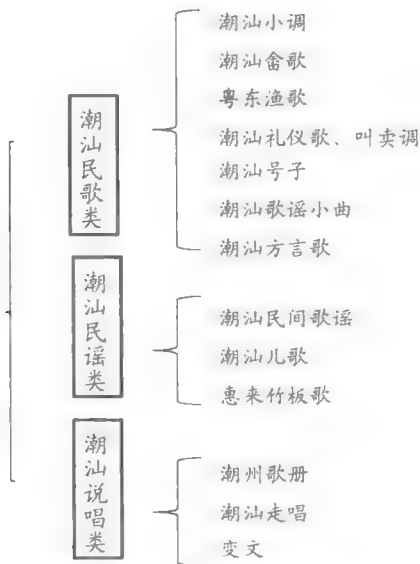 潮汕民歌类
潮汕小调
潮汕畲歌
粤东渔歌
潮汕礼仪歌、叫卖调
潮汕号子
潮汕歌谣小曲
潮汕方言歌
潮汕民谣类
潮汕民间歌谣
潮汕儿歌
惠来竹板歌
潮汕说唱类
潮州歌册
潮汕走唱
变文